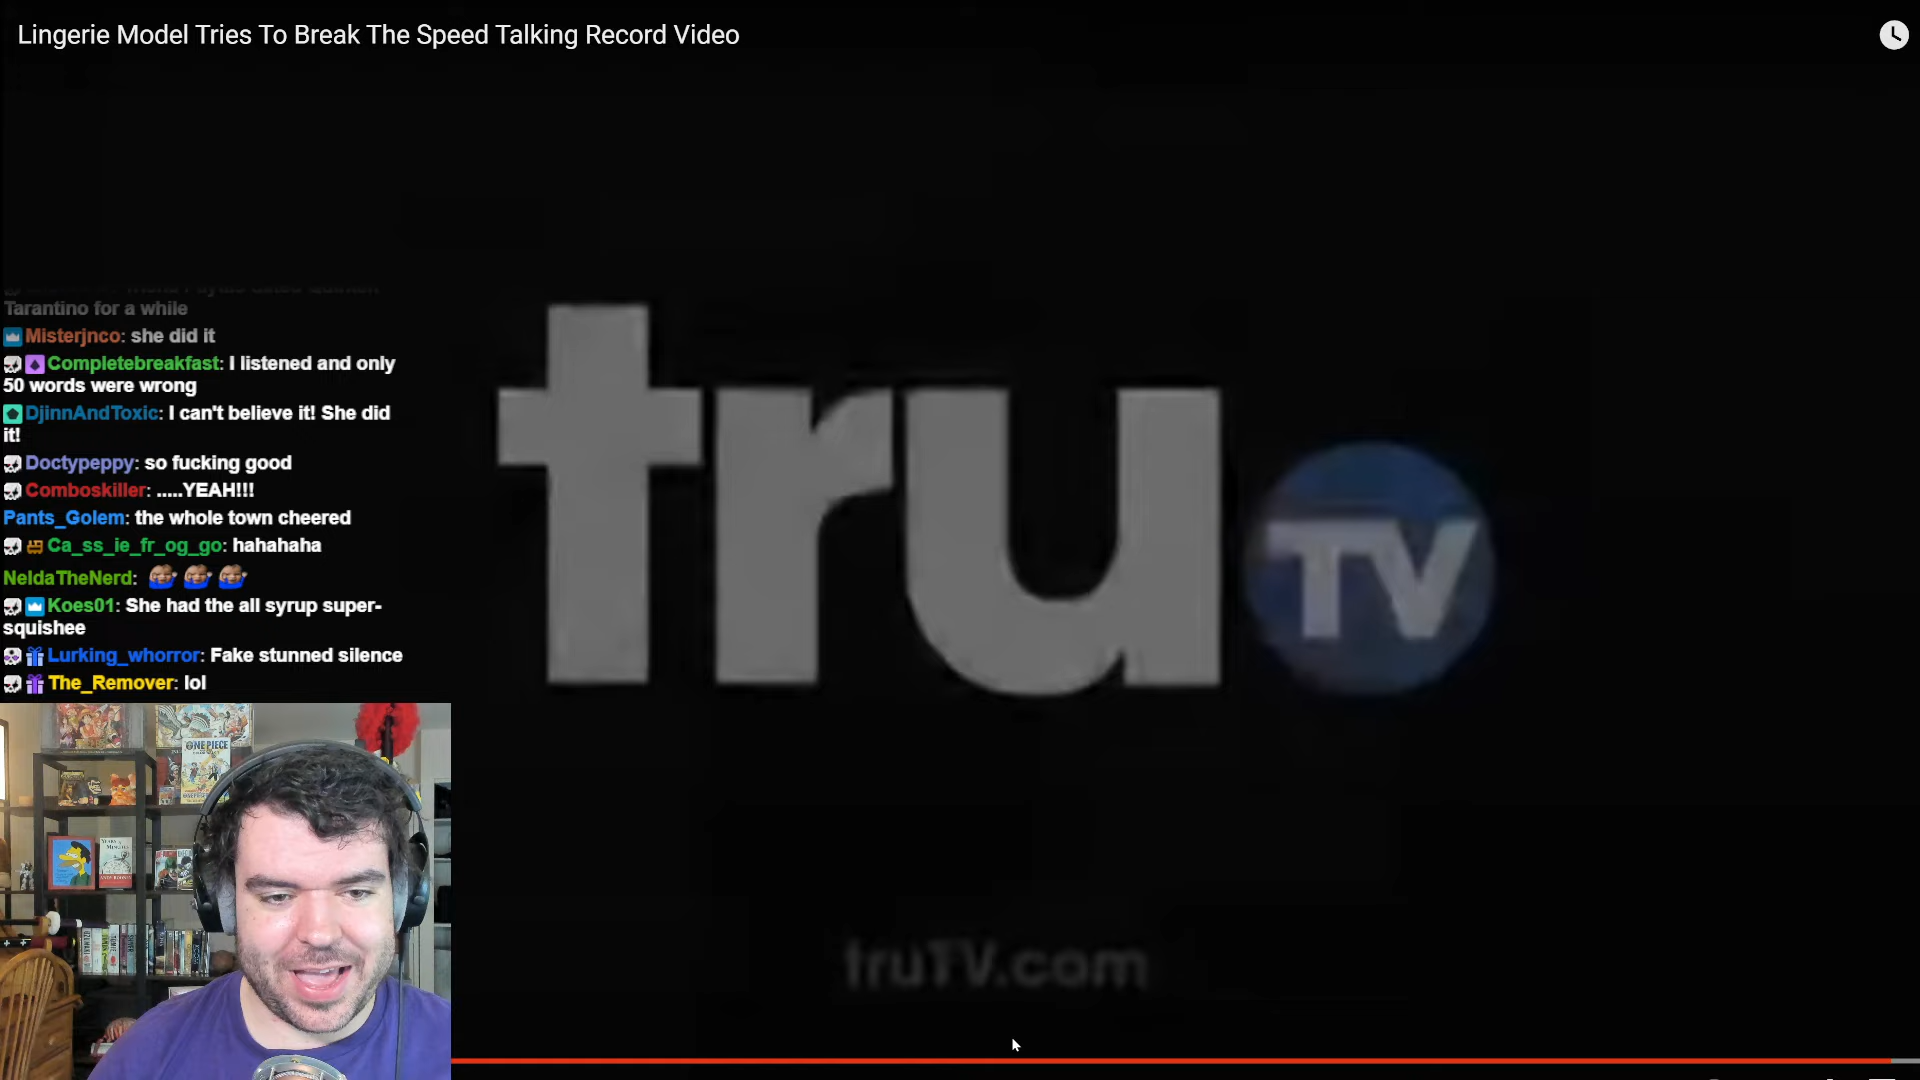 Lingerie Model Tries To Break The Speed Talking Record Video
Tarantino for a while
Misterjnco: she did it
Completebreakfast: I listened and only
50 words were wrong
DjinnAndToxic: I can't believe it! She did
it!
Doctypeppy: so fucking good
Comboskiller: .....YEAH!!!
Pants_Golem: the whole town cheered
Ca_ss_ie_fr_og_go: hahahaha
NeldaTheNerd:
Koes01: She had the all syrup super-
squishee
Lurking_whorror: Fake stunned silence
The_Remover: lol
tru
TV
truTV.com
ONE PIECE